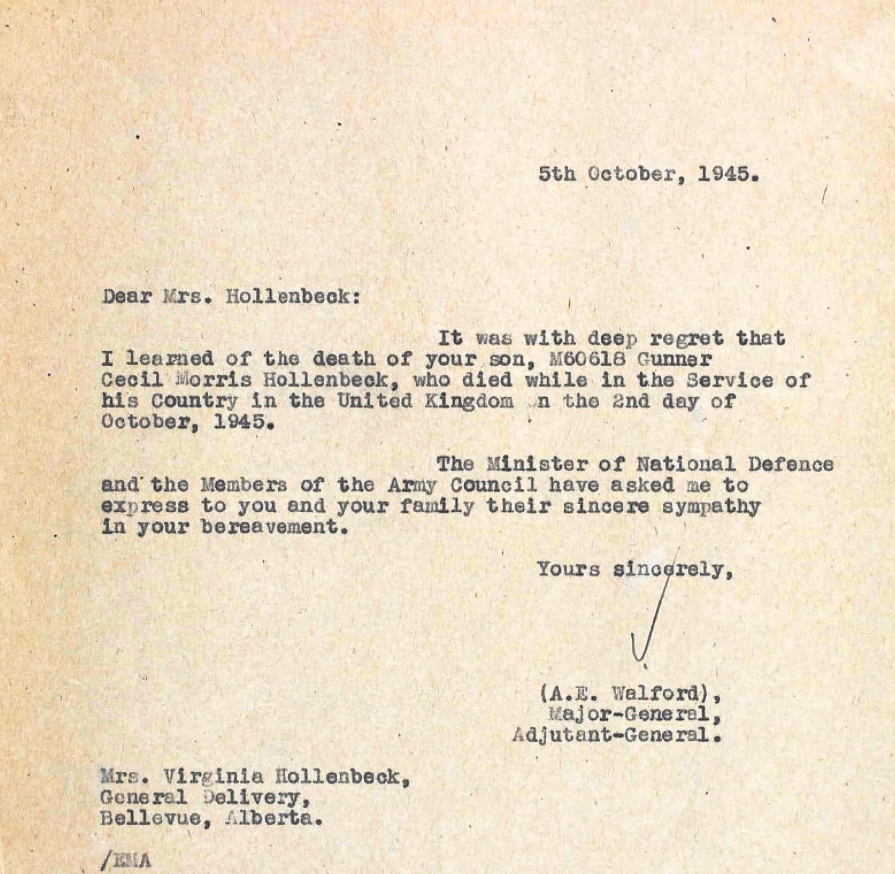 5th October, 1945.
Dear Mrs. Hollenbeck:
It was with deep regret that
I learned of the death of your son, M60618 Gunner
Cecil Morris Hollenbeck, who died while in the Service of
his Country in the United Kingdom n the 2nd day of
October, 1945.
The Minister of National Defence
and the Members of the Army Council have asked me to
express to you and your family their sincere sympathy
in your bereavement.
Yours sincerely,
(A.E. Walford),
Major-General,
Adjutant-General.
Mrs. Virginia Hollenbeck,
General Delivery,
Bellevue, Alberta.
/EMA